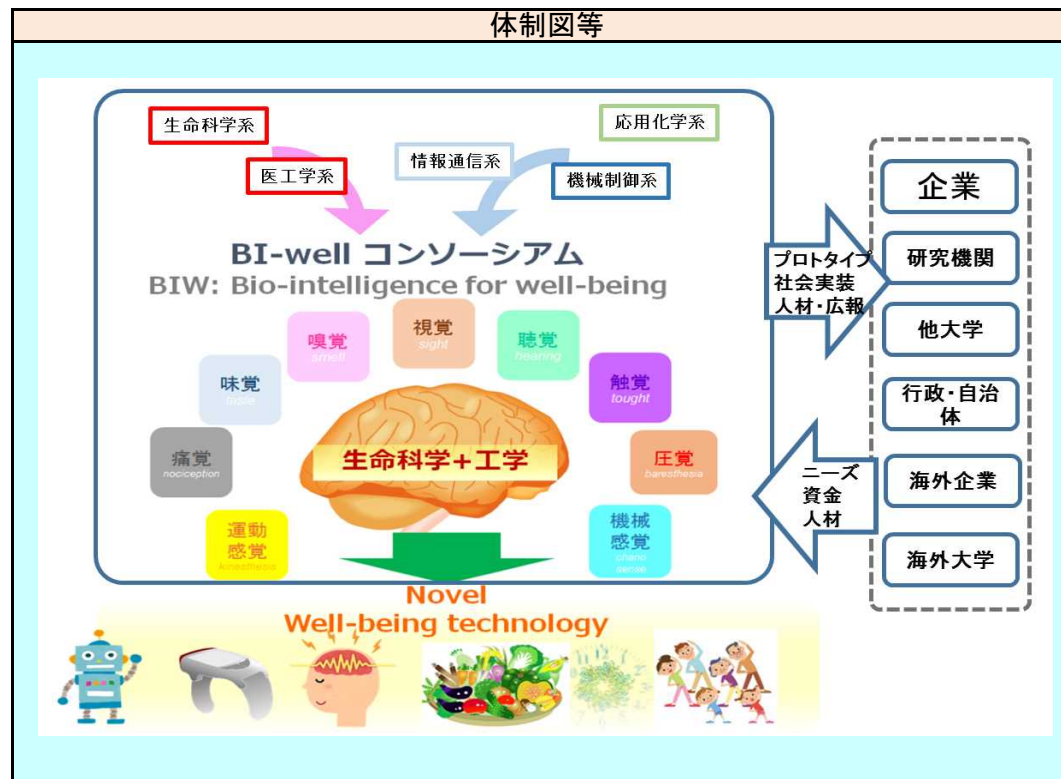 体制図等
生命科学系
応用化学系
医工学系
情報通信系
機械制御系
BI-well コンソーシアム
BIW: Bio-intelligence for well-being
嗅覚
smell
視覚
sight
聴覚
hearing
味覚
taste
触覚
tought
痛覚
nociception
生命科学+工学
圧覚
baresthesia
運動
感覚
kinesthesia
機械
感覚
sense
Novel
Well-being technology
プロトタイプ
社会実装
人材・広報
ニーズ
資金
人材
企業
研究機関
他大学
行政・自治
体
海外企業
海外大学